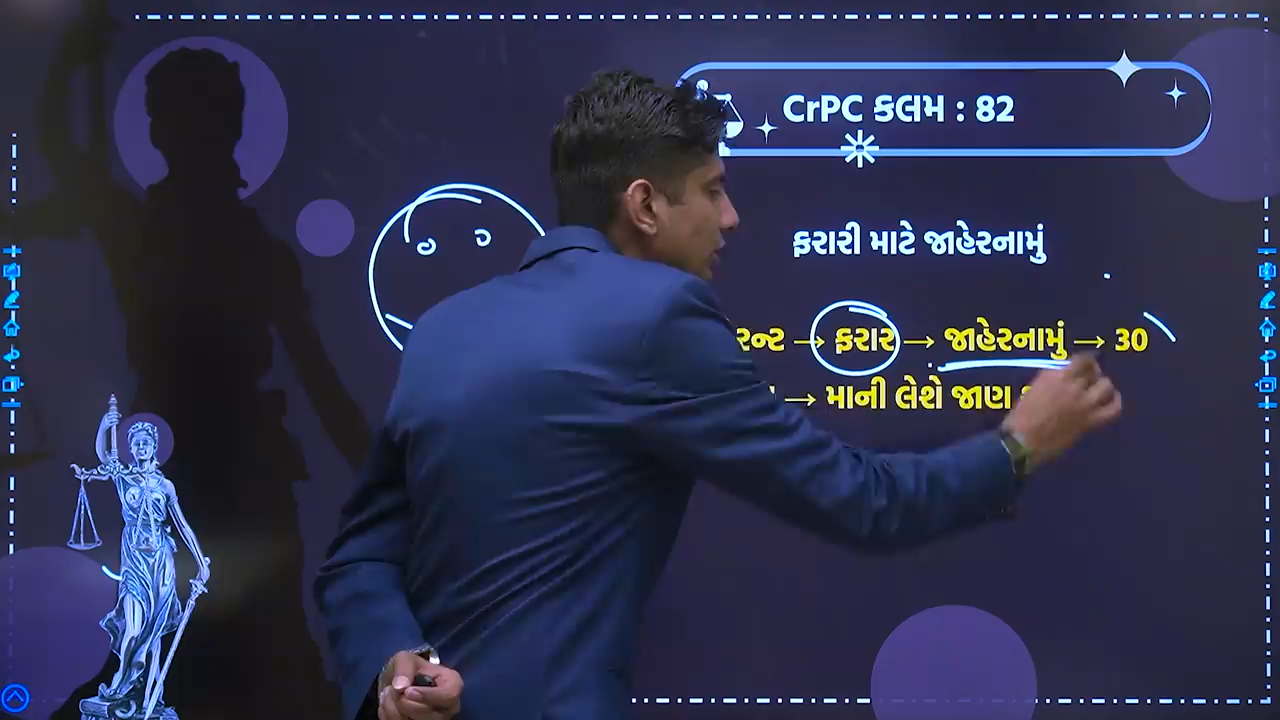 CrPC કલમ : 82
ફરારી માટે જાહેરનામું
→ ફરાર → જાહેરનામું → 30
→ માની લેશે જાણ